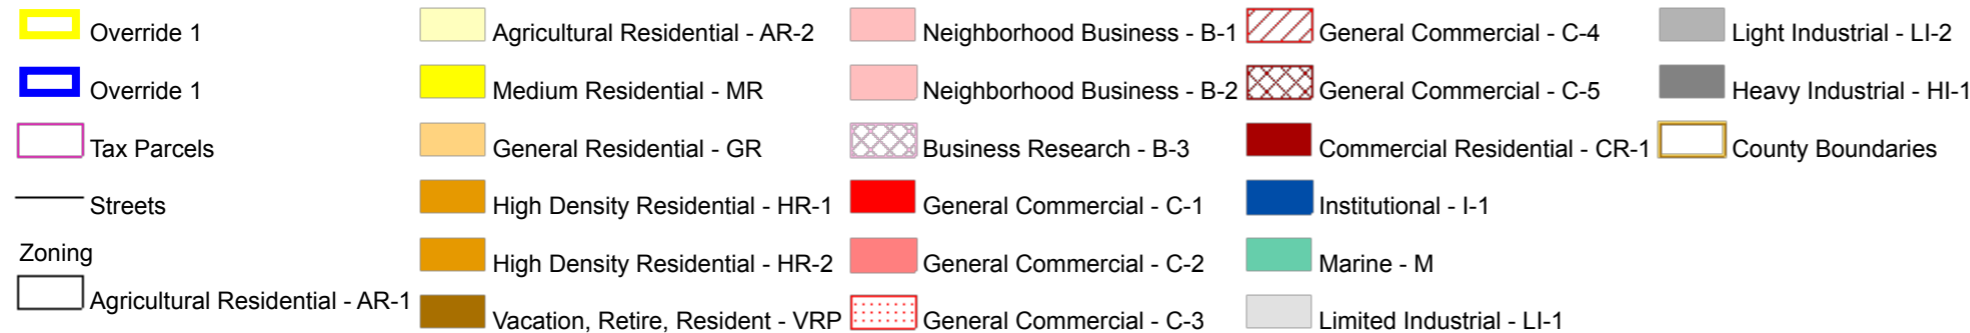 Override 1
Override 1
Tax Parcels
Streets
Zoning
Agricultural Residential - AR-1
Agricultural Residential - AR-2
Medium Residential - MR
General Residential - GR
High Density Residential - HR-1
High Density Residential - HR-2
Vacation, Retire, Resident - VRP
Neighborhood Business - B-1
Neighborhood Business - B-2
Business Research - B-3
General Commercial - C-1
General Commercial - C-2
General Commercial - C-3
General Commercial - C-4
General Commercial - C-5
Commercial Residential - CR-1
Institutional - I-1
Marine - M
Limited Industrial - LI-1
Light Industrial - LI-2
Heavy Industrial - HI-1
County Boundaries